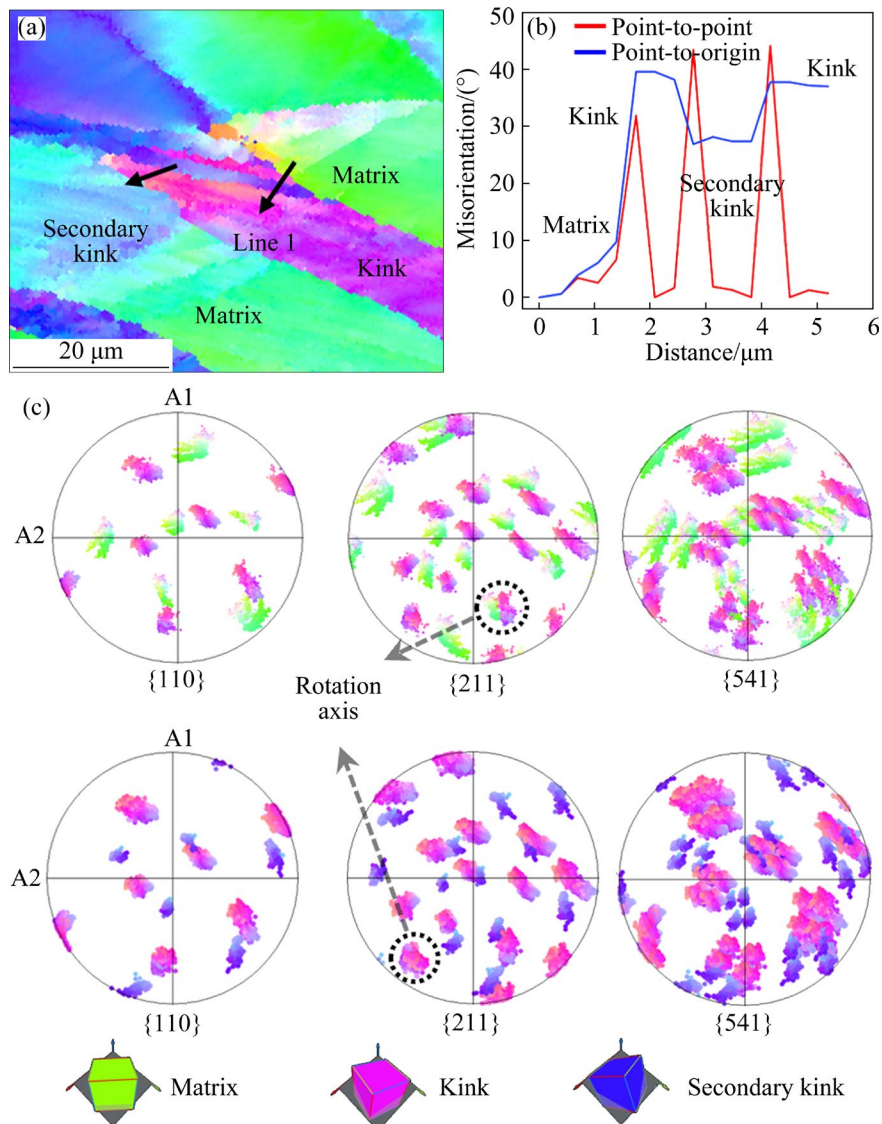 (a)
Matrix
Secondary
kink
Line 1
Kink
Matrix
20 μm
(b)
50
40
30
20
10
0
Misorientation/(°)
Point-to-point
Point-to-origin
Kink
Kink
Secondary
kink
Matrix
0 1 2 3 4 5 6
Distance/μm
(c)
A1
A2
{110} {211} {541}
Rotation
axis
A1
A2
{110} {211} {541}
Matrix Kink Secondary kink